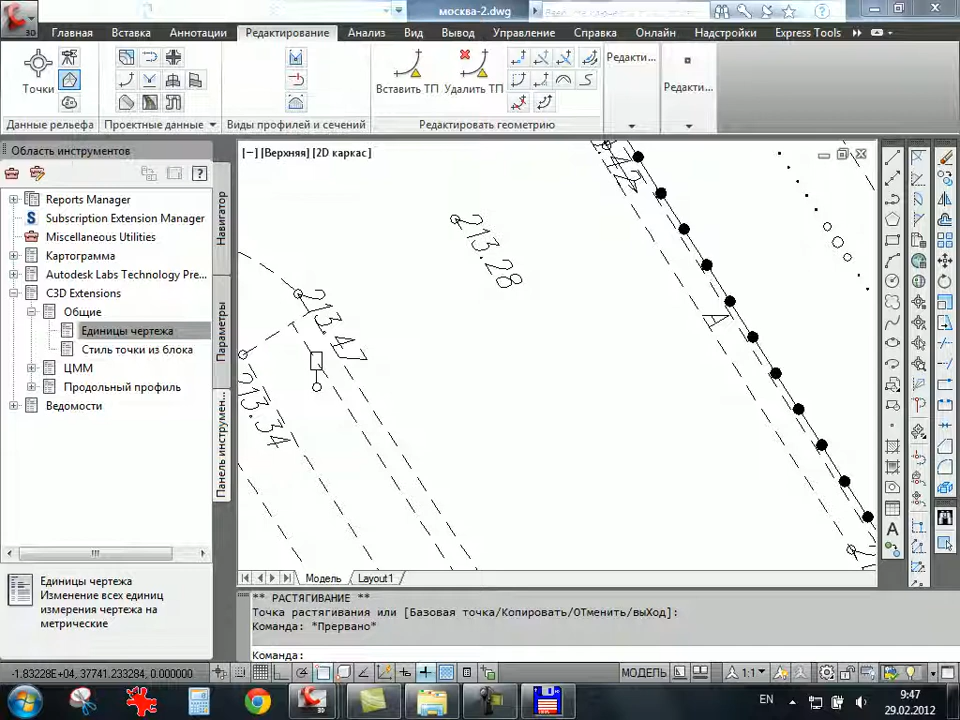 москва-2.dwg
3D
Главная Вставка Аннотации Редактирование Анализ Вид Вывод Управление Справка Онлайн Настройки Express Tools
Точки
Вставить ТП Удалить ТП
Редакти...
Редакти...
Данные рельефа Проектные данные Виды профилей и сечений Редактировать геометрию
Область инструментов
[−][Верхняя][2D каркас]
Reports Manager
Subscription Extension Manager
Miscellaneous Utilities
Картограмма
Autodesk Labs Technology Pre...
C3D Extensions
Общие
Единицы чертежа
Стиль точки из блока
ЦММ
Продольный профиль
Ведомости
Навигатор
Параметры
Панель инструмен...
213.28
213.47
213.34
A
Единицы чертежа
Изменение всех единиц
измерения чертежа на
метрические
Модель Layout1
** РАСТЯГИВАНИЕ **
Точка растягивания или [Базовая точка/Копировать/ОТменить/выХод]:
Команда: *Прервано*
Команда:
-1.83228E+04, 37741.233284, 0.000000
МОДЕЛЬ
1:1
EN
9:47
29.02.2012